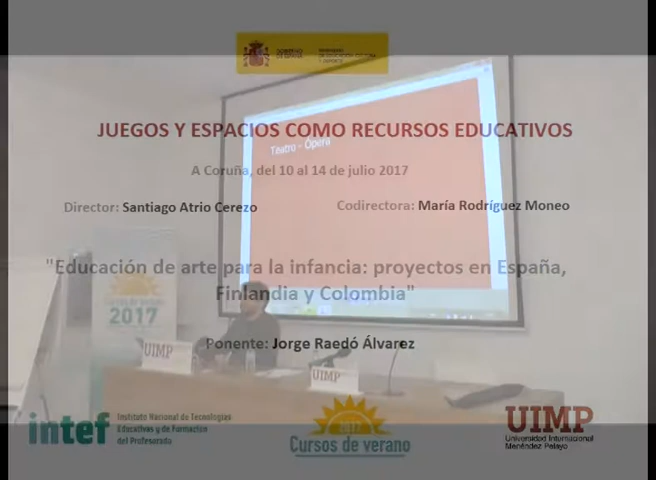 JUEGOS Y ESPACIOS COMO RECURSOS EDUCATIVOS
Teatro - Ópera
A Coruña, del 10 al 14 de julio 2017
Director: Santiago Atrio Cerezo
Codirectora: María Rodríguez Moneo
"Educación de arte para la infancia: proyectos en España,
Finlandia y Colombia"
2017
Ponente: Jorge Raedó Álvarez
UIMP
UIMP
intef
Instituto Nacional de Tecnologías
Educativas y de Formación
del Profesorado
2017
Cursos de verano
UIMP
Universidad Internacional
Menéndez Pelayo